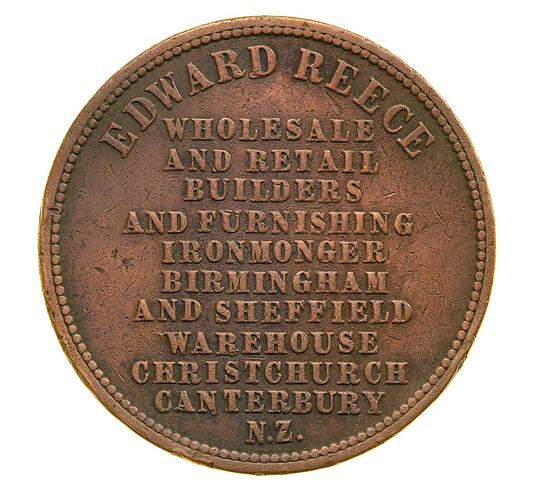 EDWARD REECE
WHOLESALE
AND RETAIL
BUILDERS
AND FURNISHING
IRONMONGER
BIRMINGHAM
AND SHEFFIELD
WAREHOUSE
CHRISTCHURCH
CANTERBURY
N.Z.